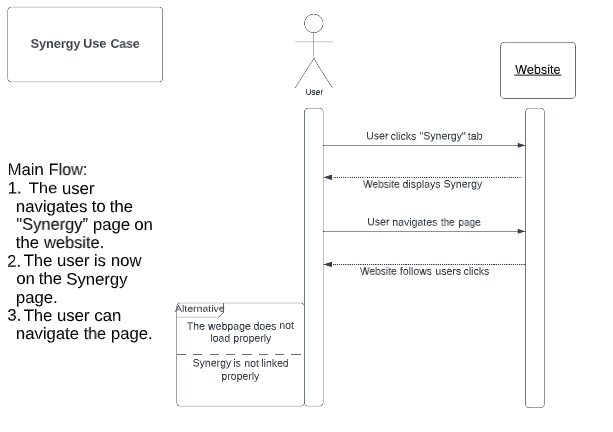 Synergy Use Case
User
Website
User clicks "Synergy" tab
Website displays Synergy
User navigates the page
Website follows users clicks
Main Flow:
1. The user
navigates to the
"Synergy" page on
the website.
2. The user is now
on the Synergy
page.
3. The user can
navigate the page.
Alternative
The webpage does not
load properly
Synergy is not linked
properly